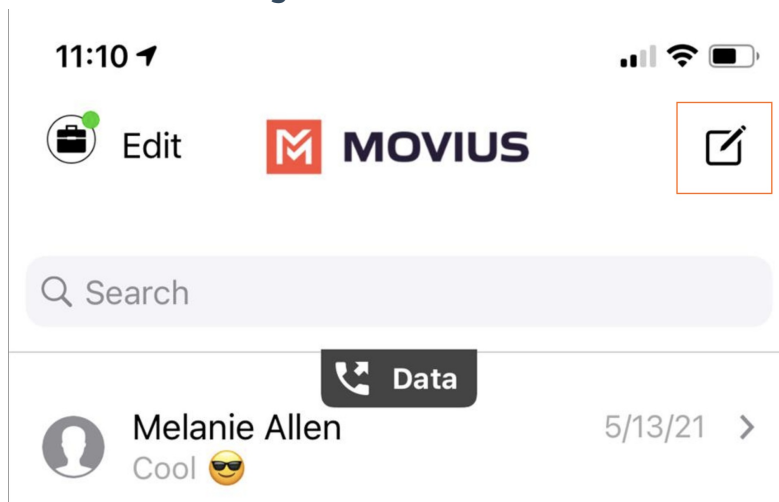 11:10
Edit
MOVIUS
Search
Data
Melanie Allen
5/13/21
Cool 😎